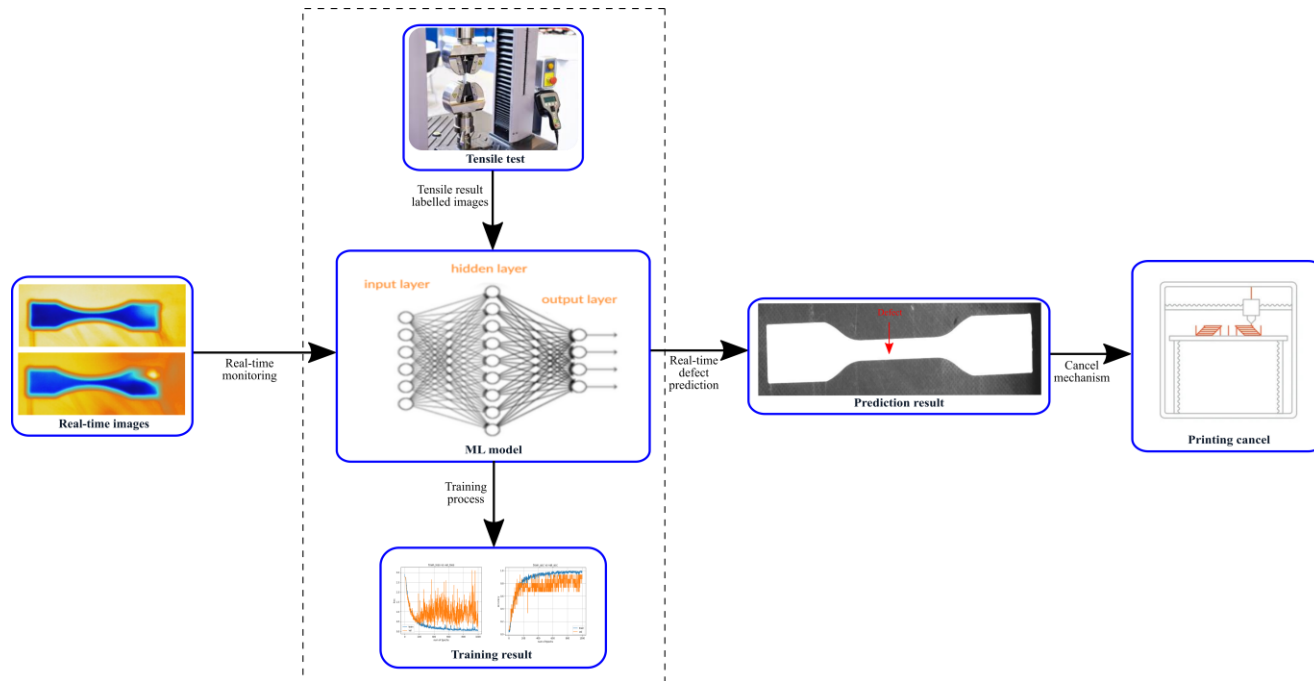 Tensile test
Tensile result
labelled images
hidden layer
input layer
output layer
ML model
Real-time
monitoring
Real-time images
Real-time
defect
prediction
Defect
Prediction result
Cancel
mechanism
Printing cancel
Training
process
Training result